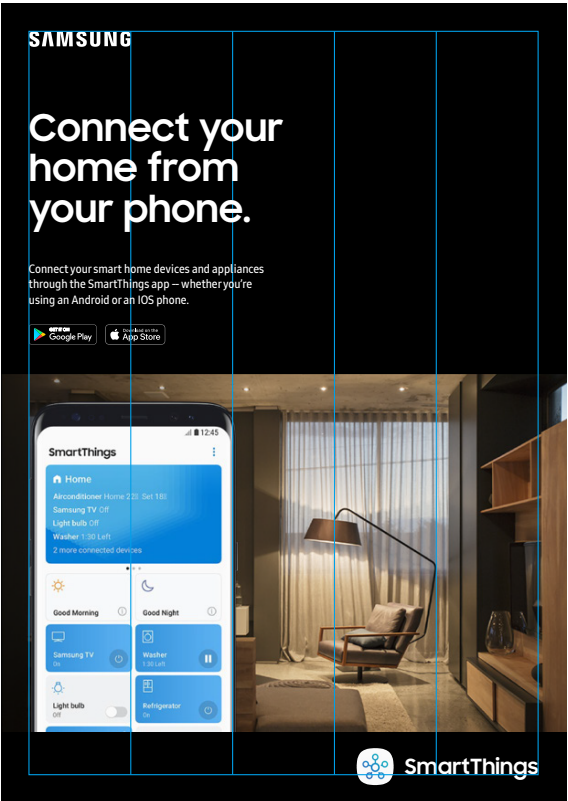 SAMSUNG
Connect your
home from
your phone.
Connect your smart home devices and appliances
through the SmartThings app – whether you're
using an Android or an IOS phone.
GET IT ON
Google Play
Download on the
App Store
12:45
SmartThings
Home
Airconditioner Home Set
Samsung TV Off
Light bulb Off
Washer 1:30 Left
2 more connected devices
Good Morning
Good Night
Samsung TV
On
Washer
1:30 Left
Light bulb
Off
Refrigerator
On
SmartThings